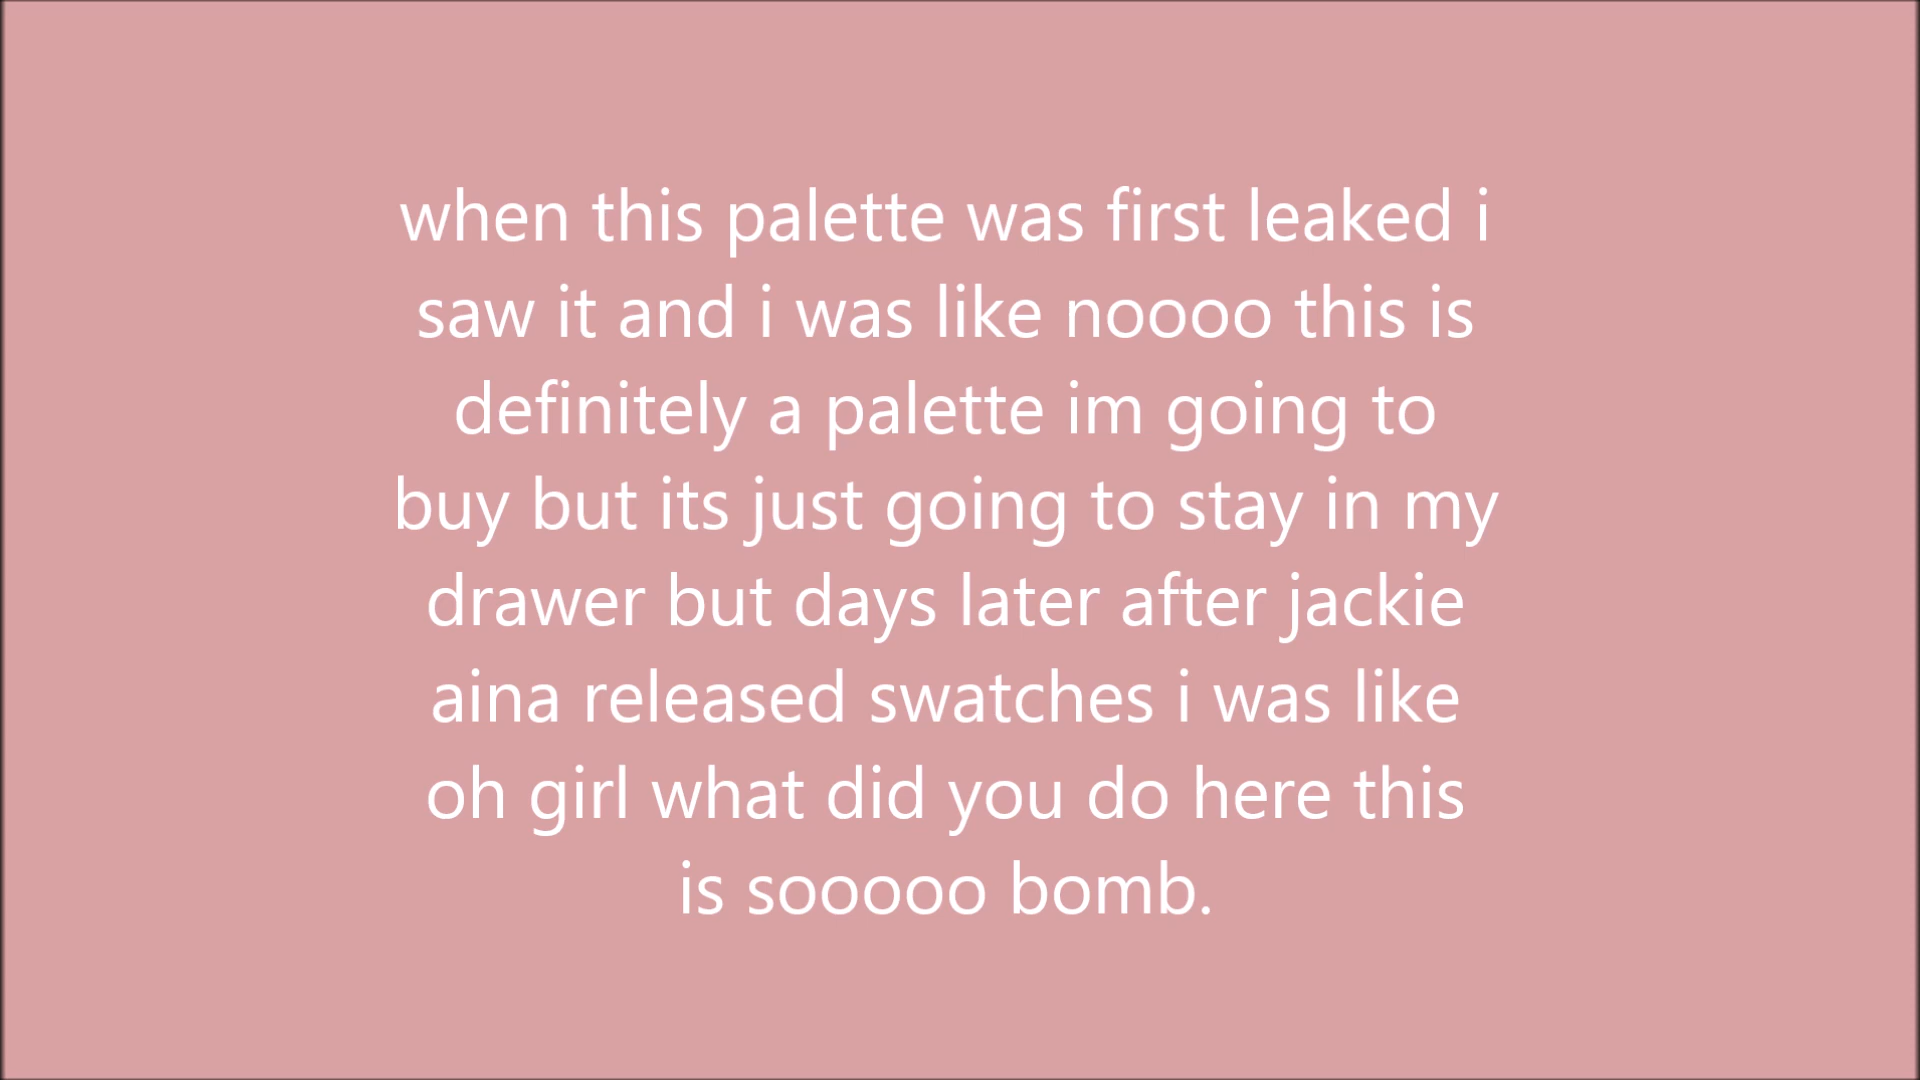 when this palette was first leaked i
saw it and i was like noooo this is
definitely a palette im going to
buy but its just going to stay in my
drawer but days later after jackie
aina released swatches i was like
oh girl what did you do here this
is sooooo bomb.